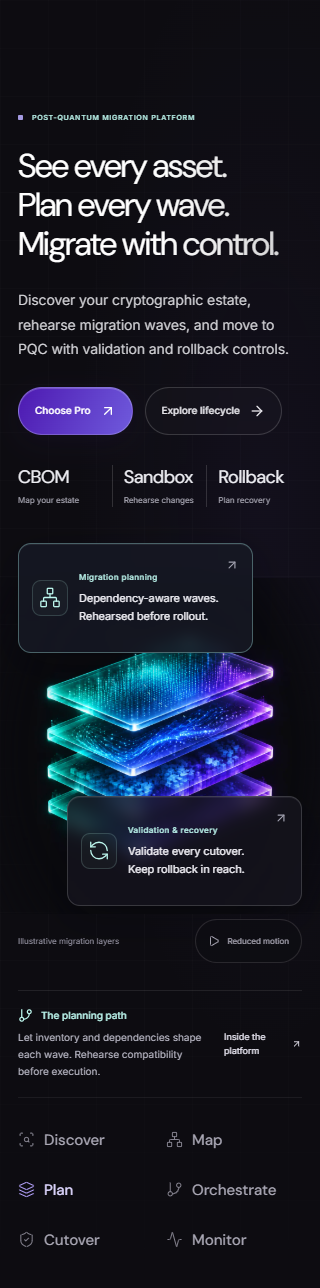 POST-QUANTUM MIGRATION PLATFORM
See every asset.
Plan every wave.
Migrate with control.
Discover your cryptographic estate,
rehearse migration waves, and move to
PQC with validation and rollback controls.
Choose Pro
Explore lifecycle
CBOM
Map your estate
Sandbox
Rehearse changes
Rollback
Plan recovery
Migration planning
Dependency-aware waves.
Rehearsed before rollout.
Validation & recovery
Validate every cutover.
Keep rollback in reach.
Illustrative migration layers
Reduced motion
The planning path
Let inventory and dependencies shape
each wave. Rehearse compatibility
before execution.
Inside the
platform
Discover
Map
Plan
Orchestrate
Cutover
Monitor